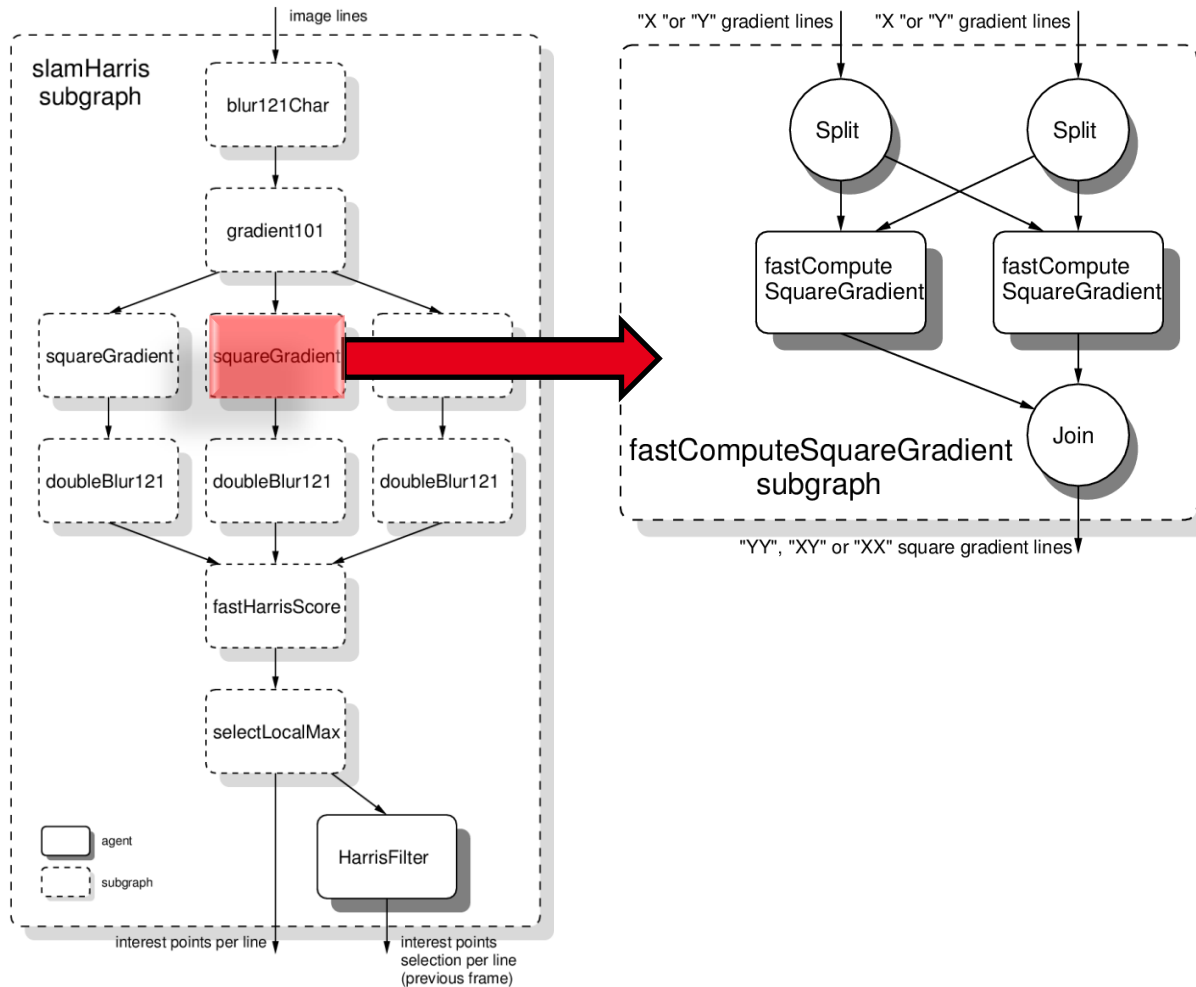 image lines
slamHarris
subgraph
blur121Char
gradient101
squareGradient
squareGradient
doubleBlur121
doubleBlur121
doubleBlur121
fastHarrisScore
selectLocalMax
HarrisFilter
agent
subgraph
interest points per line
interest points
selection per line
(previous frame)
"X "or "Y" gradient lines
"X "or "Y" gradient lines
Split
Split
fastCompute
SquareGradient
fastCompute
SquareGradient
Join
fastComputeSquareGradient
subgraph
"YY", "XY" or "XX" square gradient lines